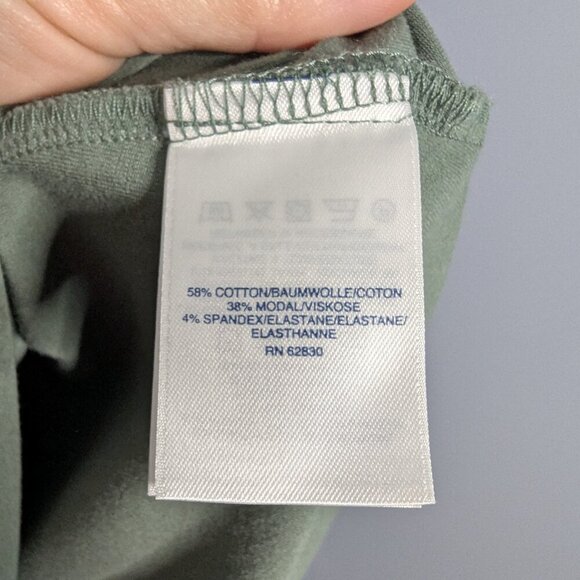 58% COTTON/BAUMWOLLE/COTON
38% MODAL/VISKOSE
4% SPANDEX/ELASTANE/ELASTANE/
ELASTHANNE
RN 62830